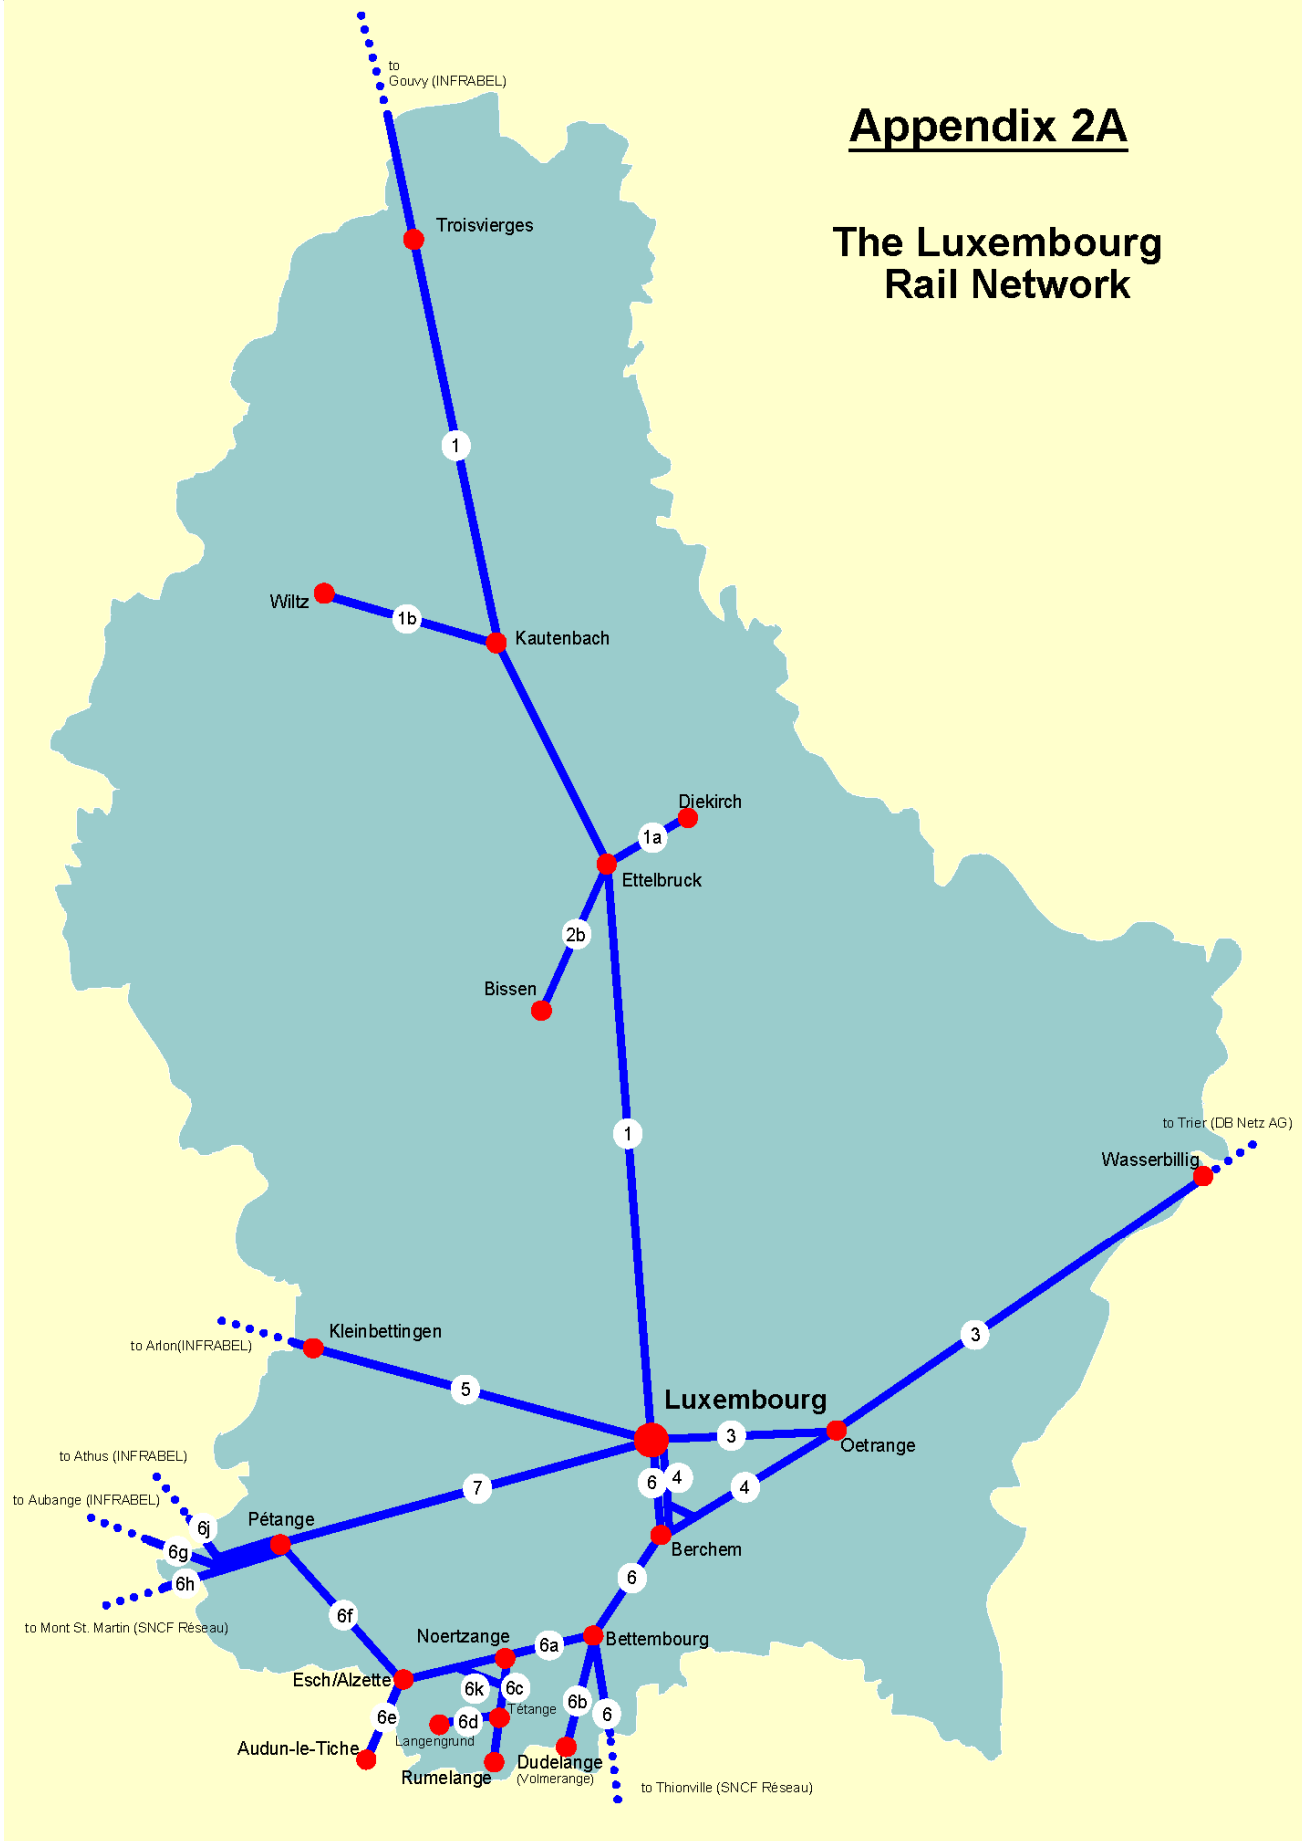 to
Gouvy (INFRABEL)
Appendix 2A
The Luxembourg
Rail Network
Troisvierges
1
Wiltz
1b
Kautenbach
Diekirch
1a
Ettelbruck
2b
Bissen
1
to Trier (DB Netz AG)
Wasserbillig
Kleinbettingen
to Arlon(INFRABEL)
3
5
Luxembourg
3
Oetrange
to Athus (INFRABEL)
6
4
4
7
to Aubange (INFRABEL)
Pétange
6j
6g
Berchem
6h
6
to Mont St. Martin (SNCF Réseau)
6f
Noertzange
6a
Bettembourg
Esch/Alzette
6k
6c
6b
6
Tétange
6e
6d
Langengrund
Audun-le-Tiche
Rumelange
Dudelange
(Volmerange)
to Thionville (SNCF Réseau)